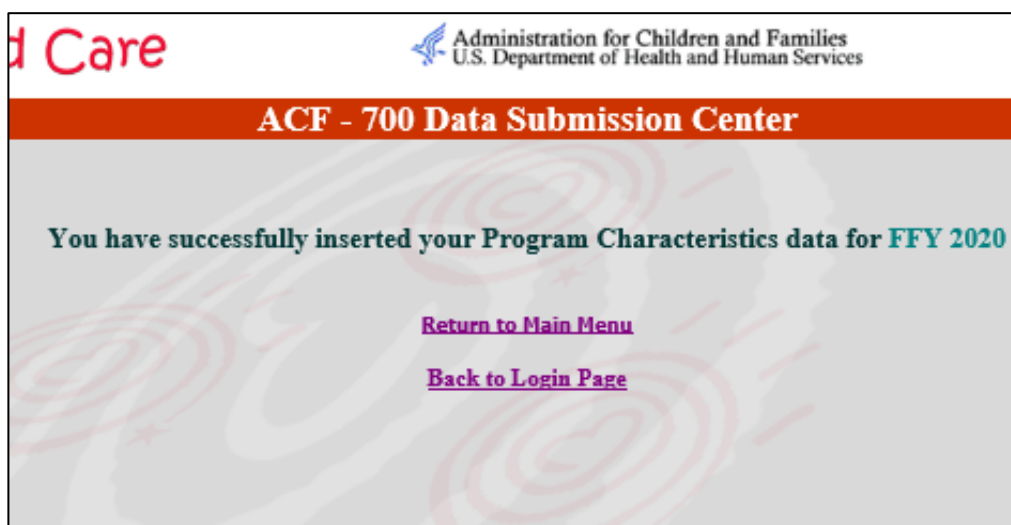 d Care
Administration for Children and Families
U.S. Department of Health and Human Services
ACF - 700 Data Submission Center
You have successfully inserted your Program Characteristics data for FFY 2020
Return to Main Menu
Back to Login Page